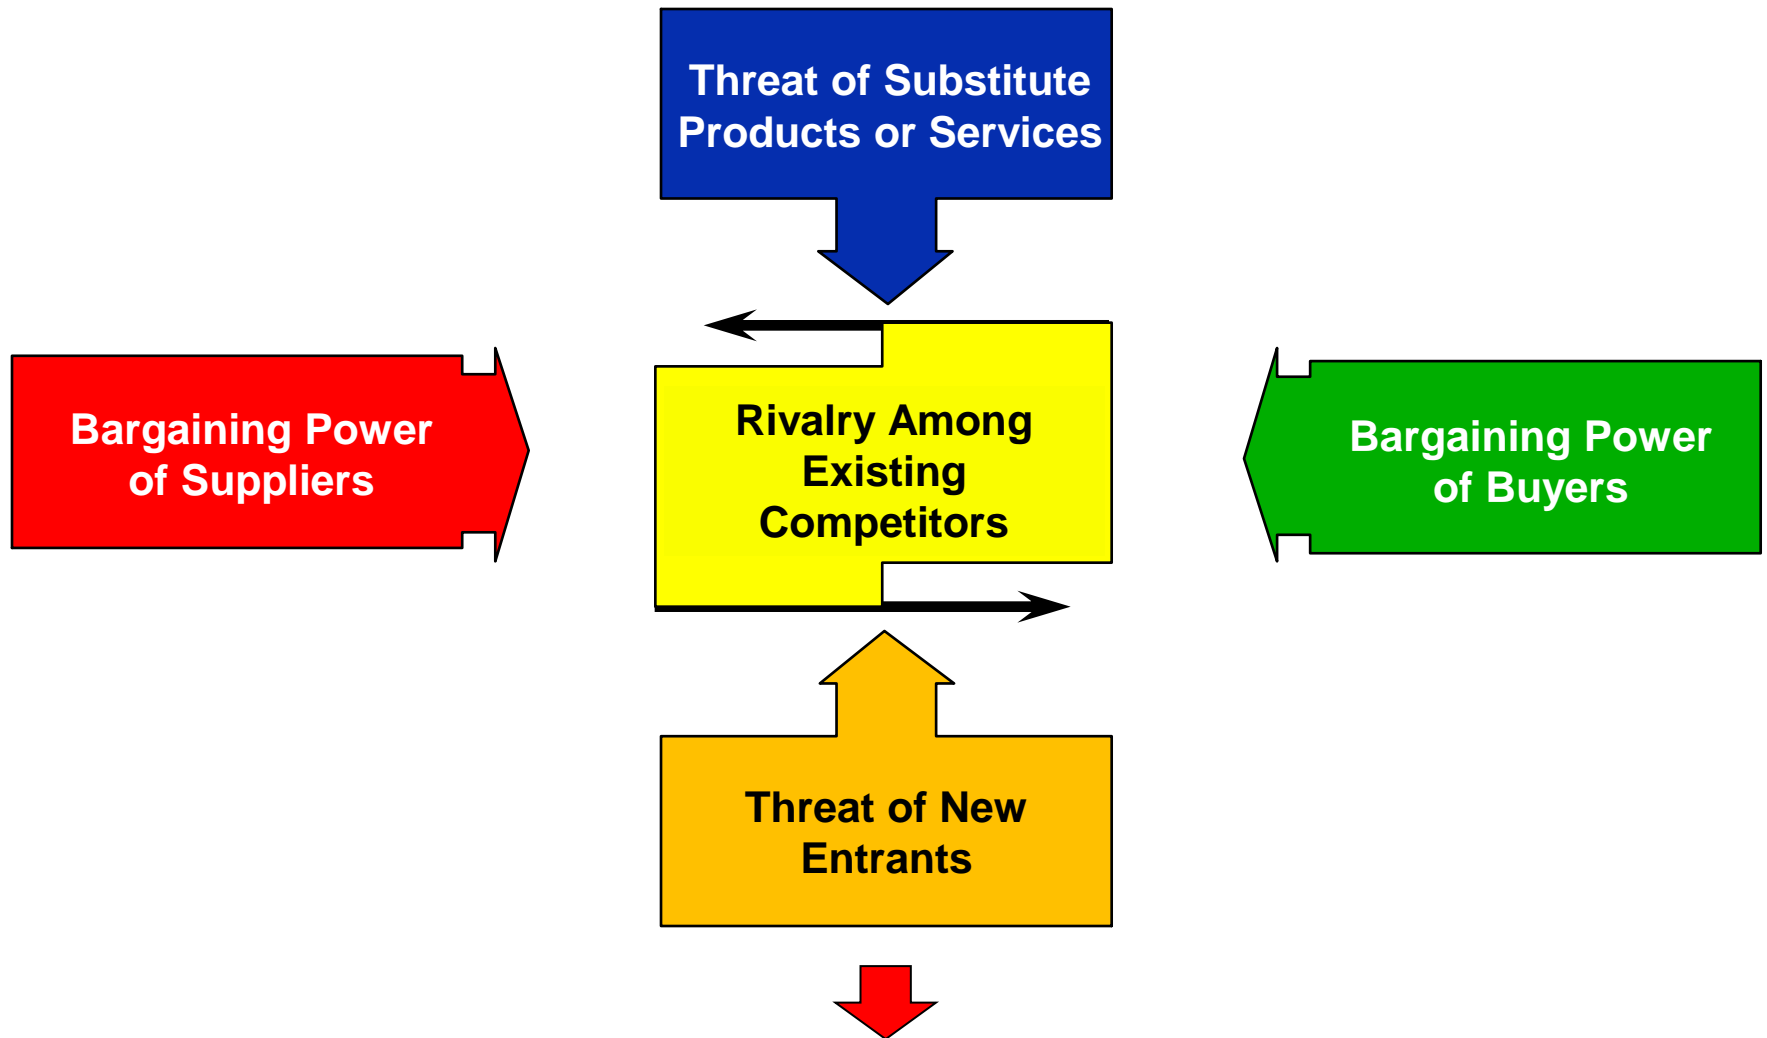 Threat of Substitute
Products or Services
Bargaining Power
of Suppliers
Rivalry Among
Existing
Competitors
Bargaining Power
of Buyers
Threat of New
Entrants